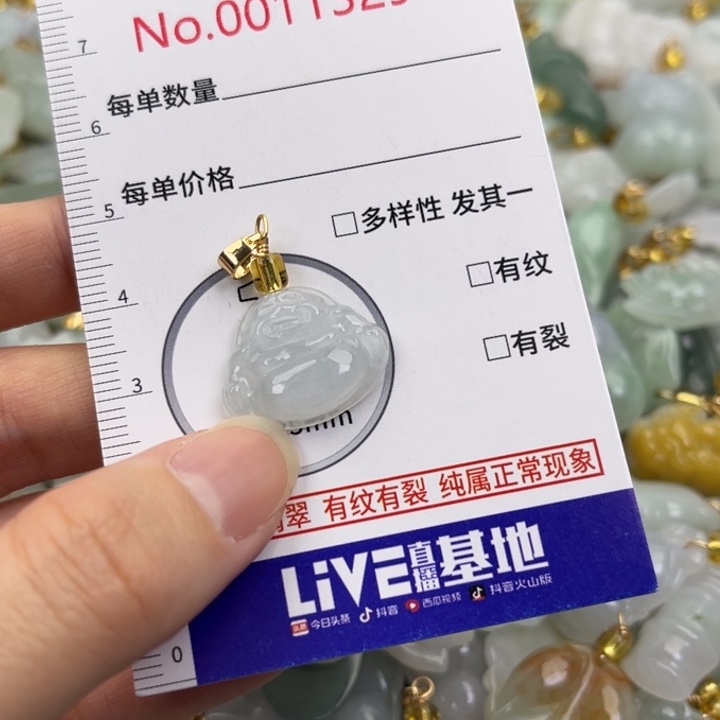 7
No.0011329
每单数量
6
每单价格
5
□多样性 发其一
4
□有纹
□有裂
3
mm
翠 有纹有裂 纯属正常现象
LiVE直播基地
今日头条 抖音 西瓜视频 抖音火山版
0